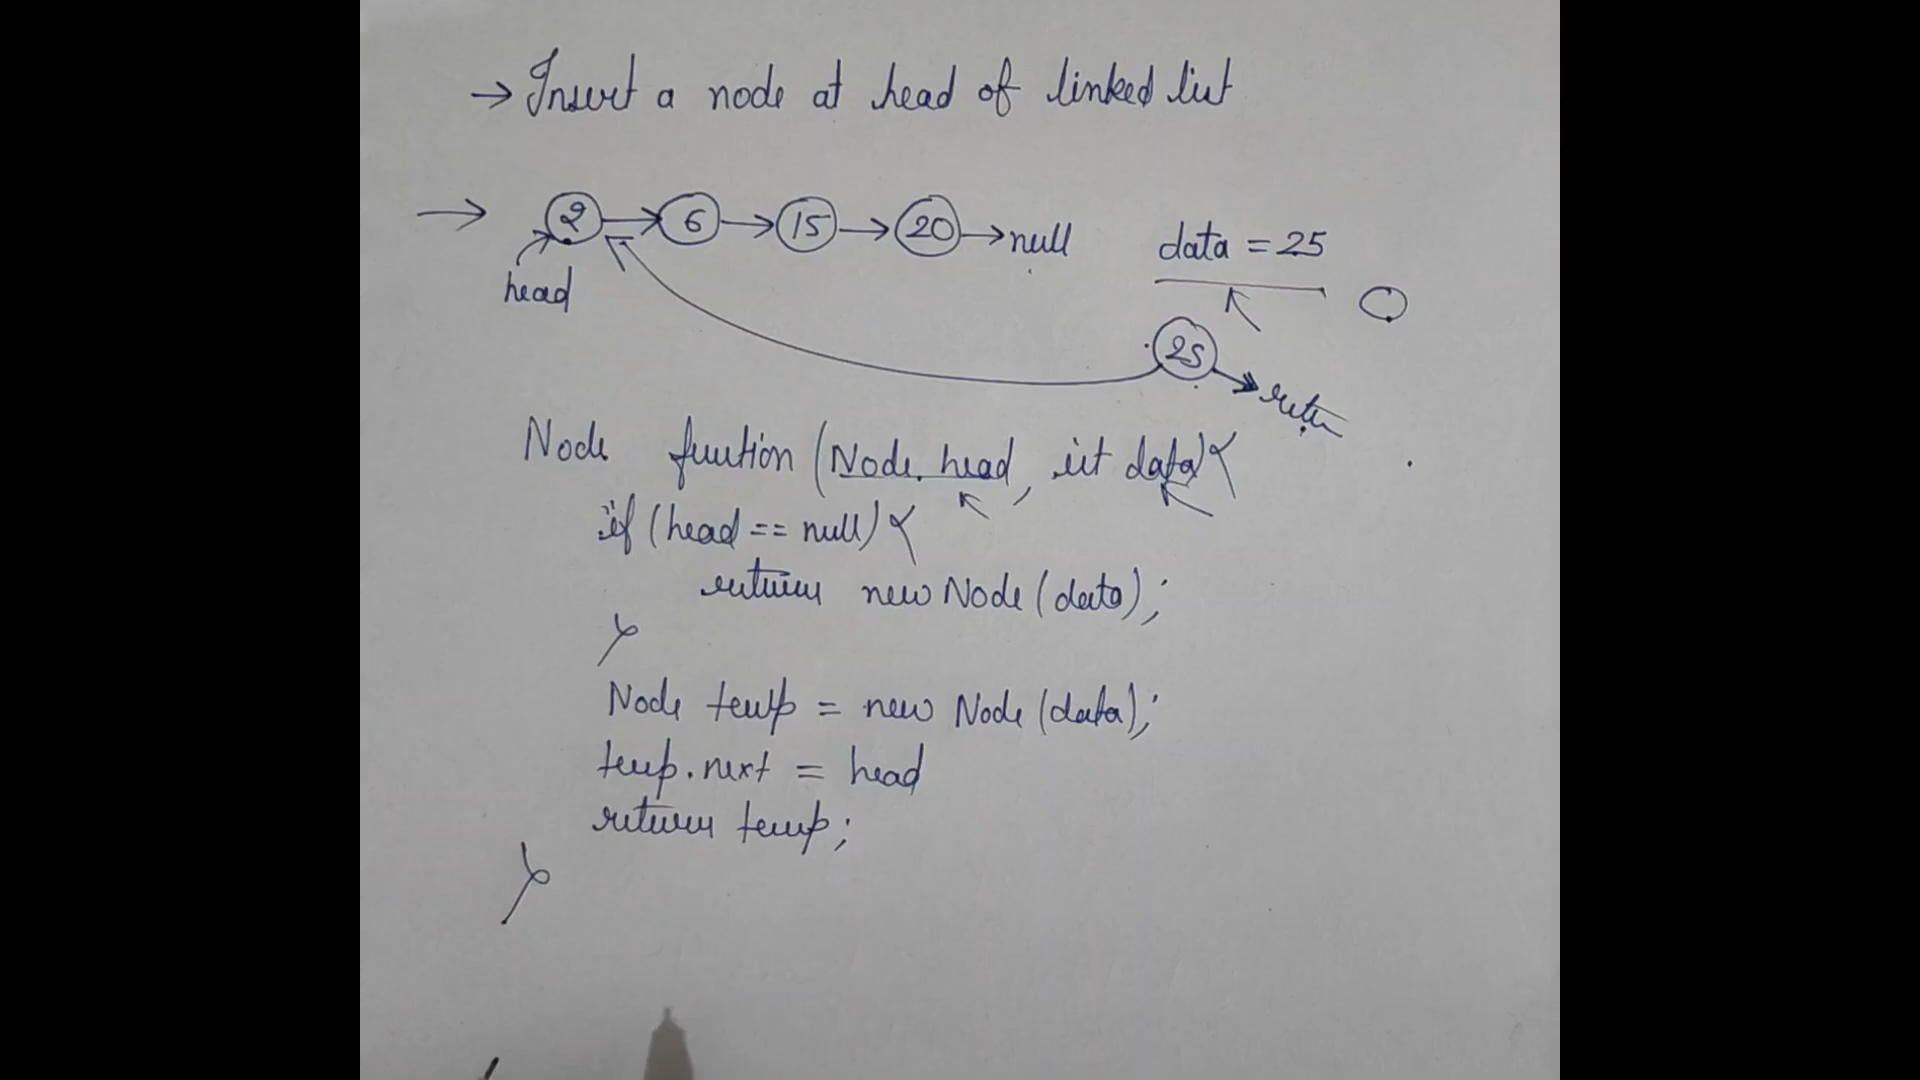 → Insert a node at head of linked list
→ 2 → 6 → 15 → 20 → null
data = 25
head
25 →
Node function (Node head, int data) {
if (head == null) {
return new Node (data);
}
Node temp = new Node (data);
temp.next = head
return temp;
}